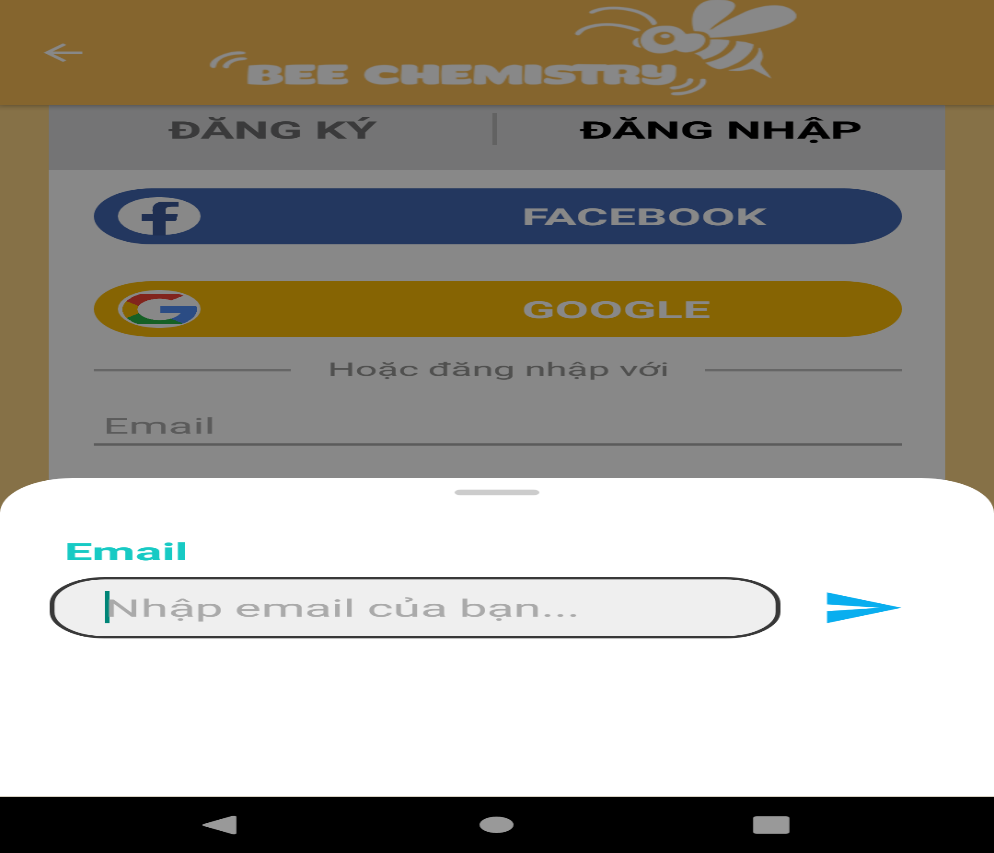 BEE CHEMISTRY
ĐĂNG KÝ
ĐĂNG NHẬP
FACEBOOK
GOOGLE
Hoặc đăng nhập với
Email
Email
Nhập email của bạn...